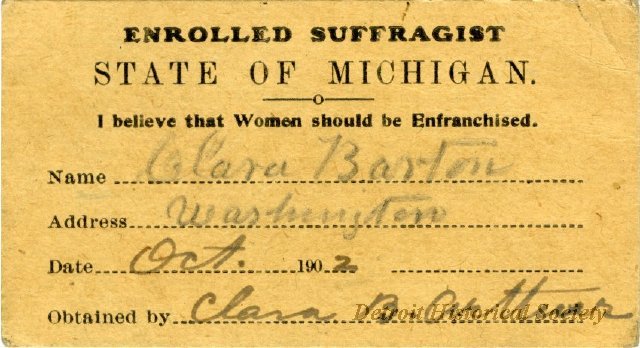 ENROLLED SUFFRAGIST
STATE OF MICHIGAN.
I believe that Women should be Enfranchised.
Name Clara Barton
Address Washington
Date Oct. 1902
Obtained by Clara B.
Detroit Historical Society